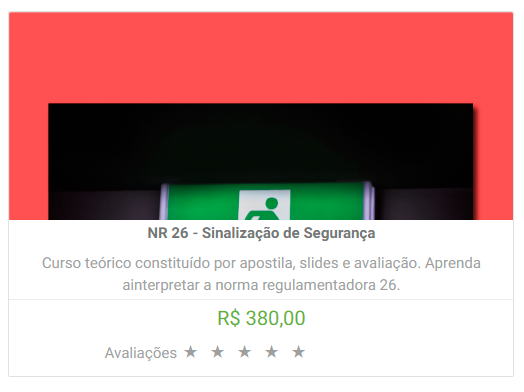 NR 26 - Sinalização de Segurança
Curso teórico constituído por apostila, slides e avaliação. Aprenda
ainterpretar a norma regulamentadora 26.
R$ 380,00
Avaliações ★ ★ ★ ★ ★